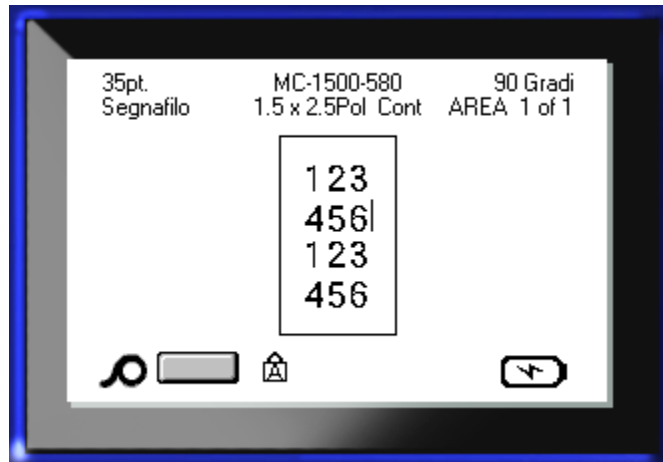 35pt. MC-1500-580 90 Gradi
Segnafilo 1.5 x 2.5Pol Cont AREA 1 of 1
123
456
123
456
A